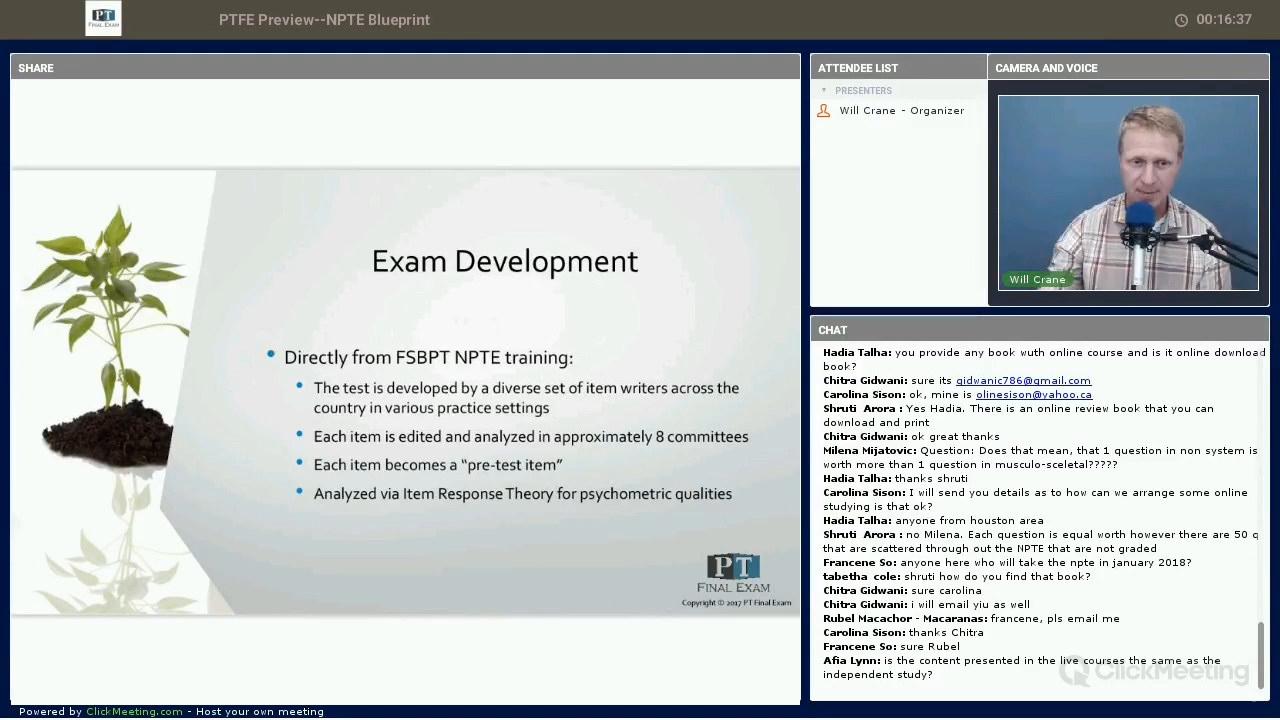 PT
FINAL EXAM
PTFE Preview--NPTE Blueprint
00:16:37
SHARE
Exam Development
Directly from FSBPT NPTE training:
The test is developed by a diverse set of item writers across the
country in various practice settings
Each item is edited and analyzed in approximately 8 committees
Each item becomes a “pre-test item”
Analyzed via Item Response Theory for psychometric qualities
PT
FINAL EXAM
Copyright © 2017 PT Final Exam
ATTENDEE LIST
PRESENTERS
Will Crane - Organizer
CAMERA AND VOICE
Will Crane
CHAT
Hadia Talha: you provide any book wuth online course and is it online download
book?
Chitra Gidwani: sure its gidwanic786@gmail.com
Carolina Sison: ok, mine is olinesison@yahoo.ca
Shruti Arora : Yes Hadia. There is an online review book that you can
download and print
Chitra Gidwani: ok great thanks
Milena Mijatovic: Question: Does that mean, that 1 question in non system is
worth more than 1 question in musculo-sceletal?????
Hadia Talha: thanks shruti
Carolina Sison: I will send you details as to how can we arrange some online
studying is that ok?
Hadia Talha: anyone from houston area
Shruti Arora : no Milena. Each question is equal worth however there are 50 q
that are scattered through out the NPTE that are not graded
Francene So: anyone here who will take the npte in january 2018?
tabetha cole: shruti how do you find that book?
Chitra Gidwani: sure carolina
Chitra Gidwani: i will email yiu as well
Rubel Macachor - Macaranas: francene, pls email me
Carolina Sison: thanks Chitra
Francene So: sure Rubel
Afia Lynn: is the content presented in the live courses the same as the
independent study?
ClickMeeting
Powered by ClickMeeting.com - Host your own meeting